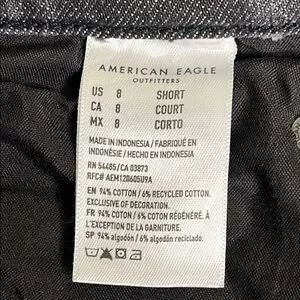 AMERICAN EAGLE
OUTFITTERS
US 8 SHORT
CA 8 COURT
MX 8 CORTO
MADE IN INDONESIA / FABRIQUÉ EN
INDONÉSIE / HECHO EN INDONESIA
RN 54485/CA 03873
RFC# AEM120605U9A
EN 94% COTTON / 6% RECYCLED COTTON.
EXCLUSIVE OF DECORATION.
FR 94% COTON / 6% COTON RÉGÉNÉRÉ. À
L'EXCEPTION DE LA GARNITURE.
SP 94% algodón / 6% algodón reciclado.